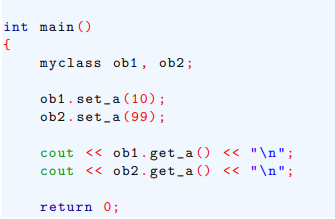 int main()
{
    myclass ob1, ob2;

    ob1.set_a(10);
    ob2.set_a(99);

    cout << ob1.get_a() << "\n";
    cout << ob2.get_a() << "\n";

    return 0;